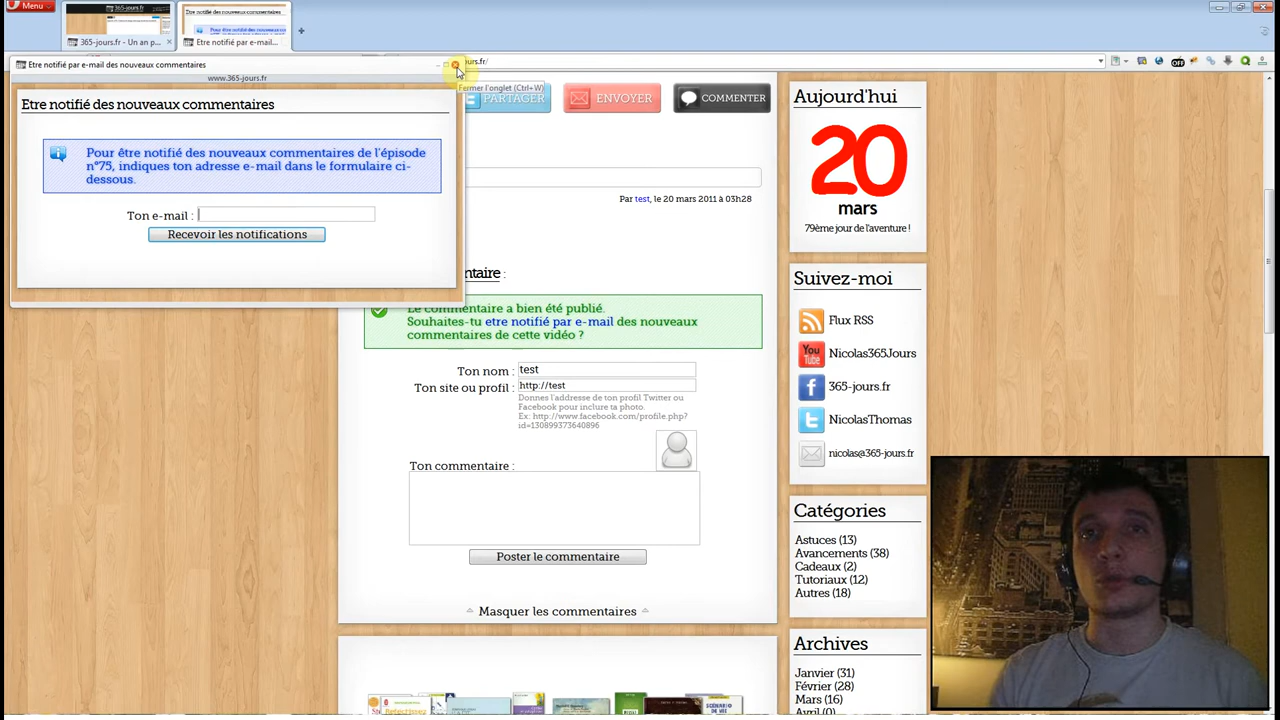 Menu
365-jours.fr
365-jours.fr - Un an p...
Etre notifié par e-mail...
Etre notifié par e-mail des nouveaux commentaires
www.365-jours.fr
Fermer l'onglet (Ctrl+W)
OFF
Etre notifié des nouveaux commentaires
Pour être notifié des nouveaux commentaires de l'épisode
n°75, indiques ton adresse e-mail dans le formulaire ci-
dessous.
Ton e-mail :
Recevoir les notifications
PARTAGER
ENVOYER
COMMENTER
Par test, le 20 mars 2011 à 03h28
Le commentaire a bien été publié.
Souhaites-tu etre notifié par e-mail des nouveaux
commentaires de cette vidéo ?
Ton nom : test
Ton site ou profil : http://test
Donnes l'addresse de ton profil Twitter ou
Facebook pour inclure ta photo.
Ex: http://www.facebook.com/profile.php?
id=130899373640896
Ton commentaire :
Poster le commentaire
Masquer les commentaires
Aujourd'hui
20
mars
79ème jour de l'aventure !
Suivez-moi
Flux RSS
Nicolas365Jours
365-jours.fr
NicolasThomas
nicolas@365-jours.fr
Catégories
Astuces (13)
Avancements (38)
Cadeaux (2)
Tutoriaux (12)
Autres (18)
Archives
Janvier (31)
Février (28)
Mars (16)
Avril (0)